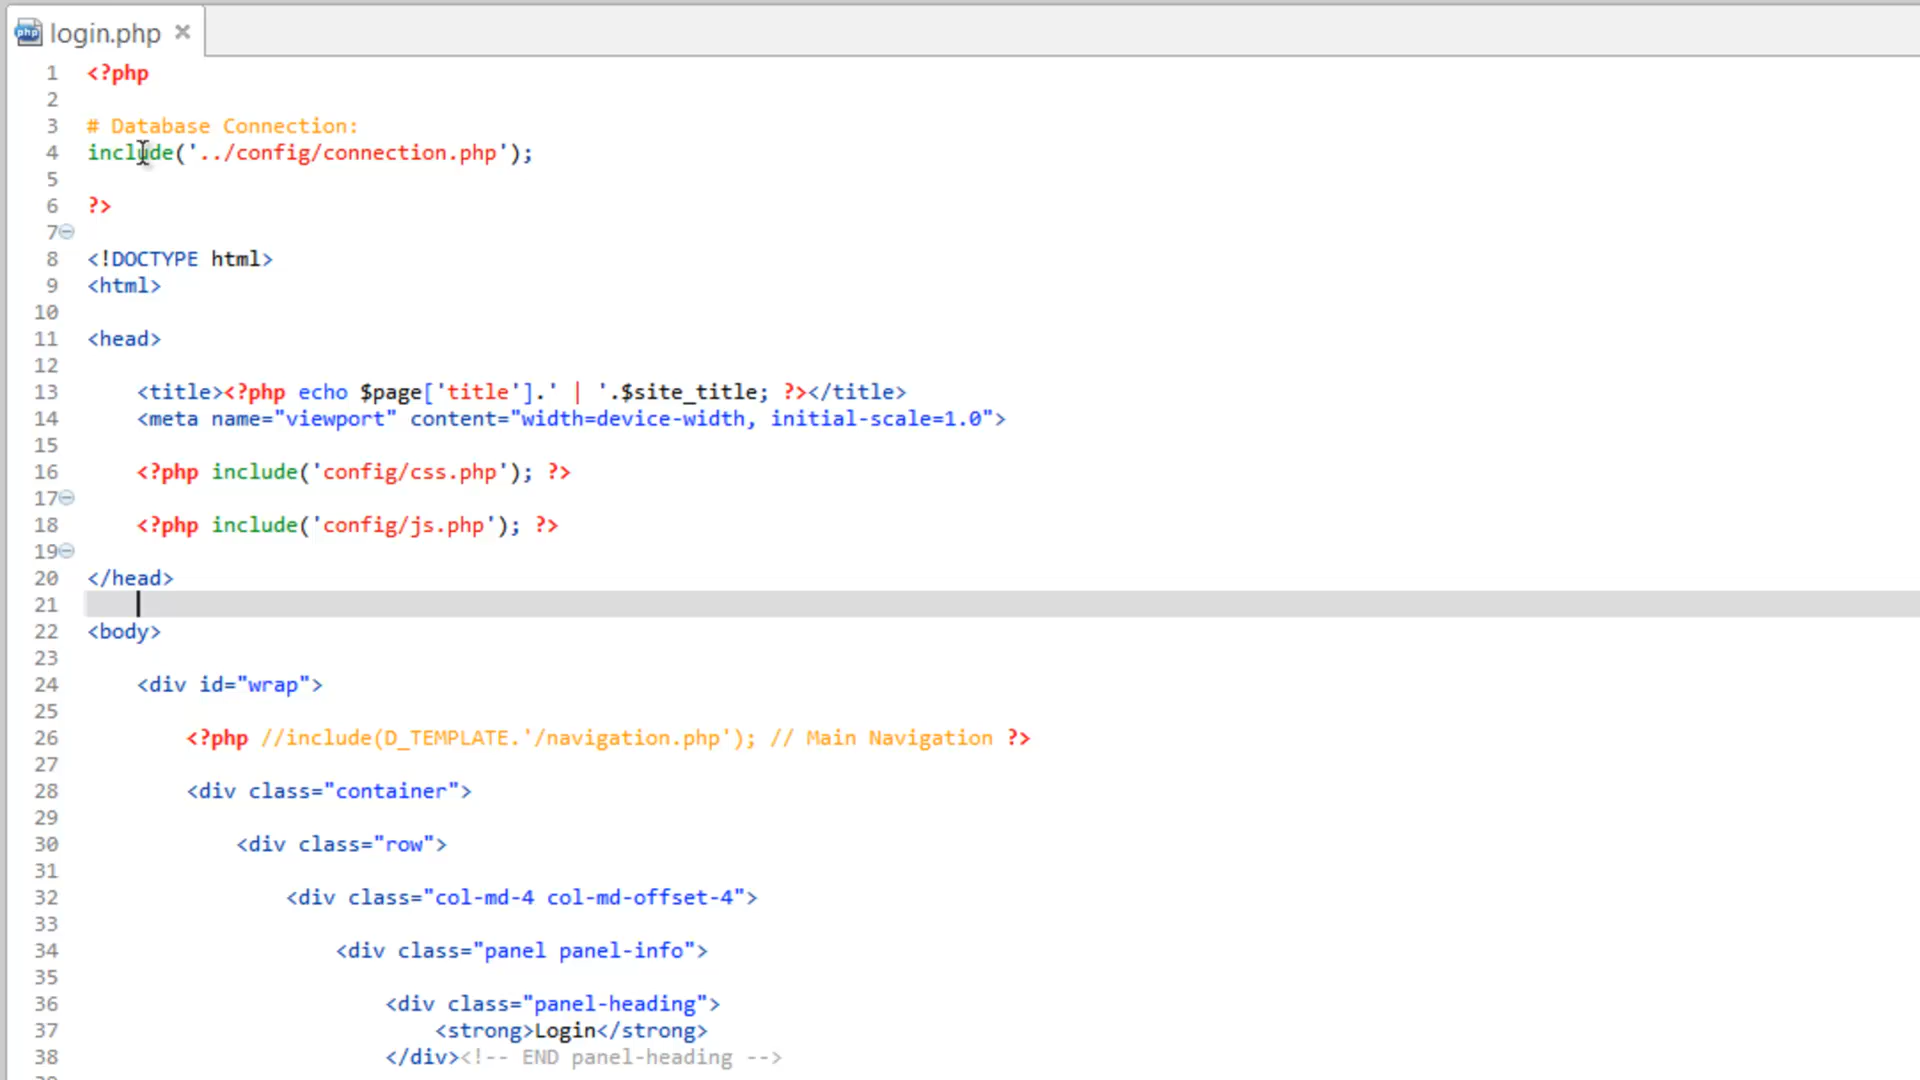 login.php
1 <?php
2
3 # Database Connection:
4 include('../config/connection.php');
5
6 ?>
7
8 <!DOCTYPE html>
9 <html>
10
11 <head>
12
13 <title><?php echo $page['title'].' | '.$site_title; ?></title>
14 <meta name="viewport" content="width=device-width, initial-scale=1.0">
15
16 <?php include('config/css.php'); ?>
17
18 <?php include('config/js.php'); ?>
19
20 </head>
21
22 <body>
23
24 <div id="wrap">
25
26 <?php //include(D_TEMPLATE.'/navigation.php'); // Main Navigation ?>
27
28 <div class="container">
29
30 <div class="row">
31
32 <div class="col-md-4 col-md-offset-4">
33
34 <div class="panel panel-info">
35
36 <div class="panel-heading">
37 <strong>Login</strong>
38 </div><!-- END panel-heading -->